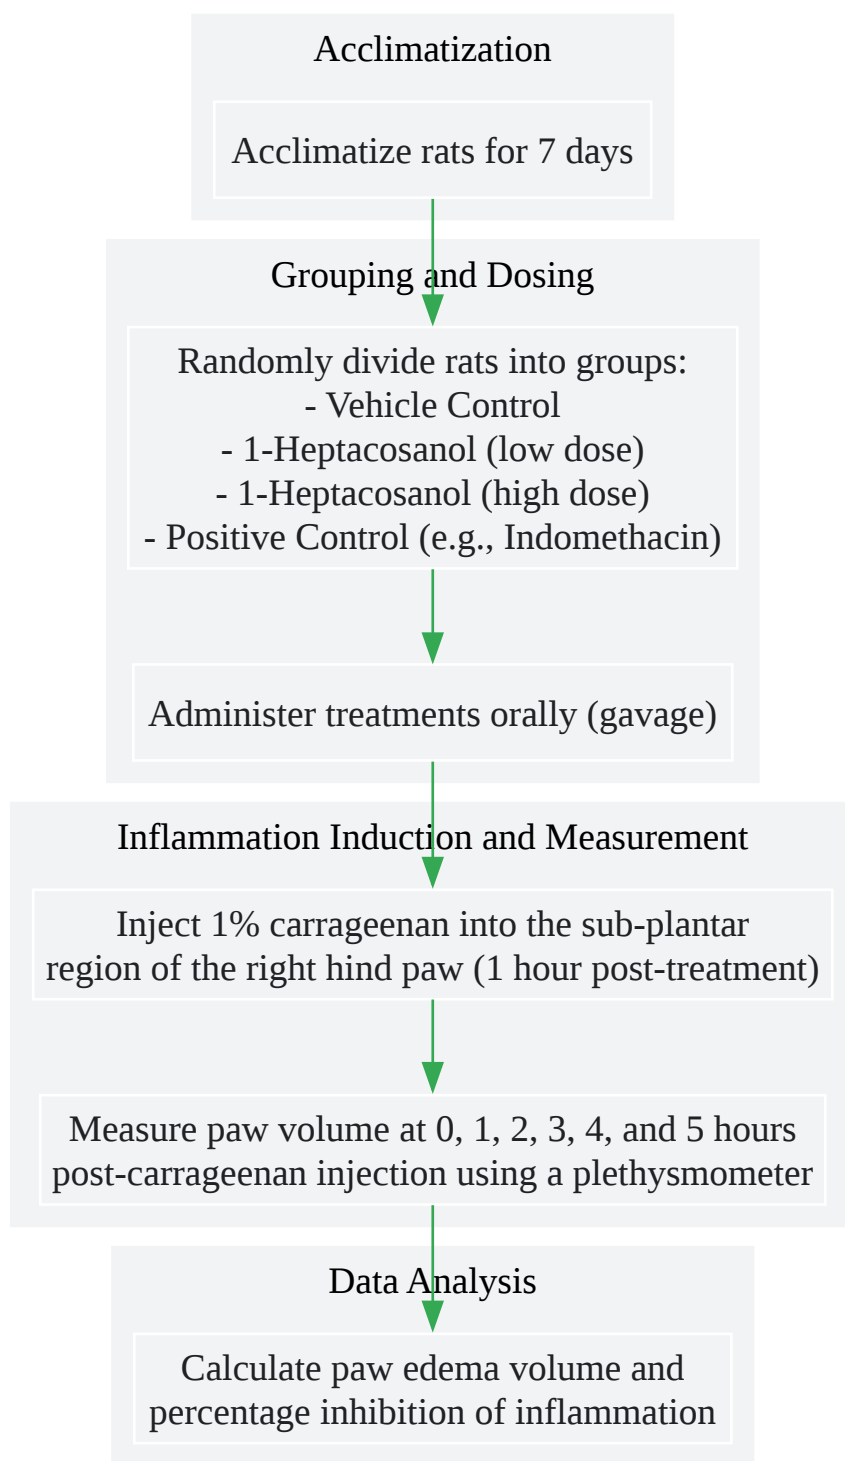 Acclimatization
Acclimatize rats for 7 days
Grouping and Dosing
Randomly divide rats into groups:
- Vehicle Control
- 1-Heptacosanol (low dose)
- 1-Heptacosanol (high dose)
- Positive Control (e.g., Indomethacin)
Administer treatments orally (gavage)
Inflammation Induction and Measurement
Inject 1% carrageenan into the sub-plantar
region of the right hind paw (1 hour post-treatment)
Measure paw volume at 0, 1, 2, 3, 4, and 5 hours
post-carrageenan injection using a plethysmometer
Data Analysis
Calculate paw edema volume and
percentage inhibition of inflammation